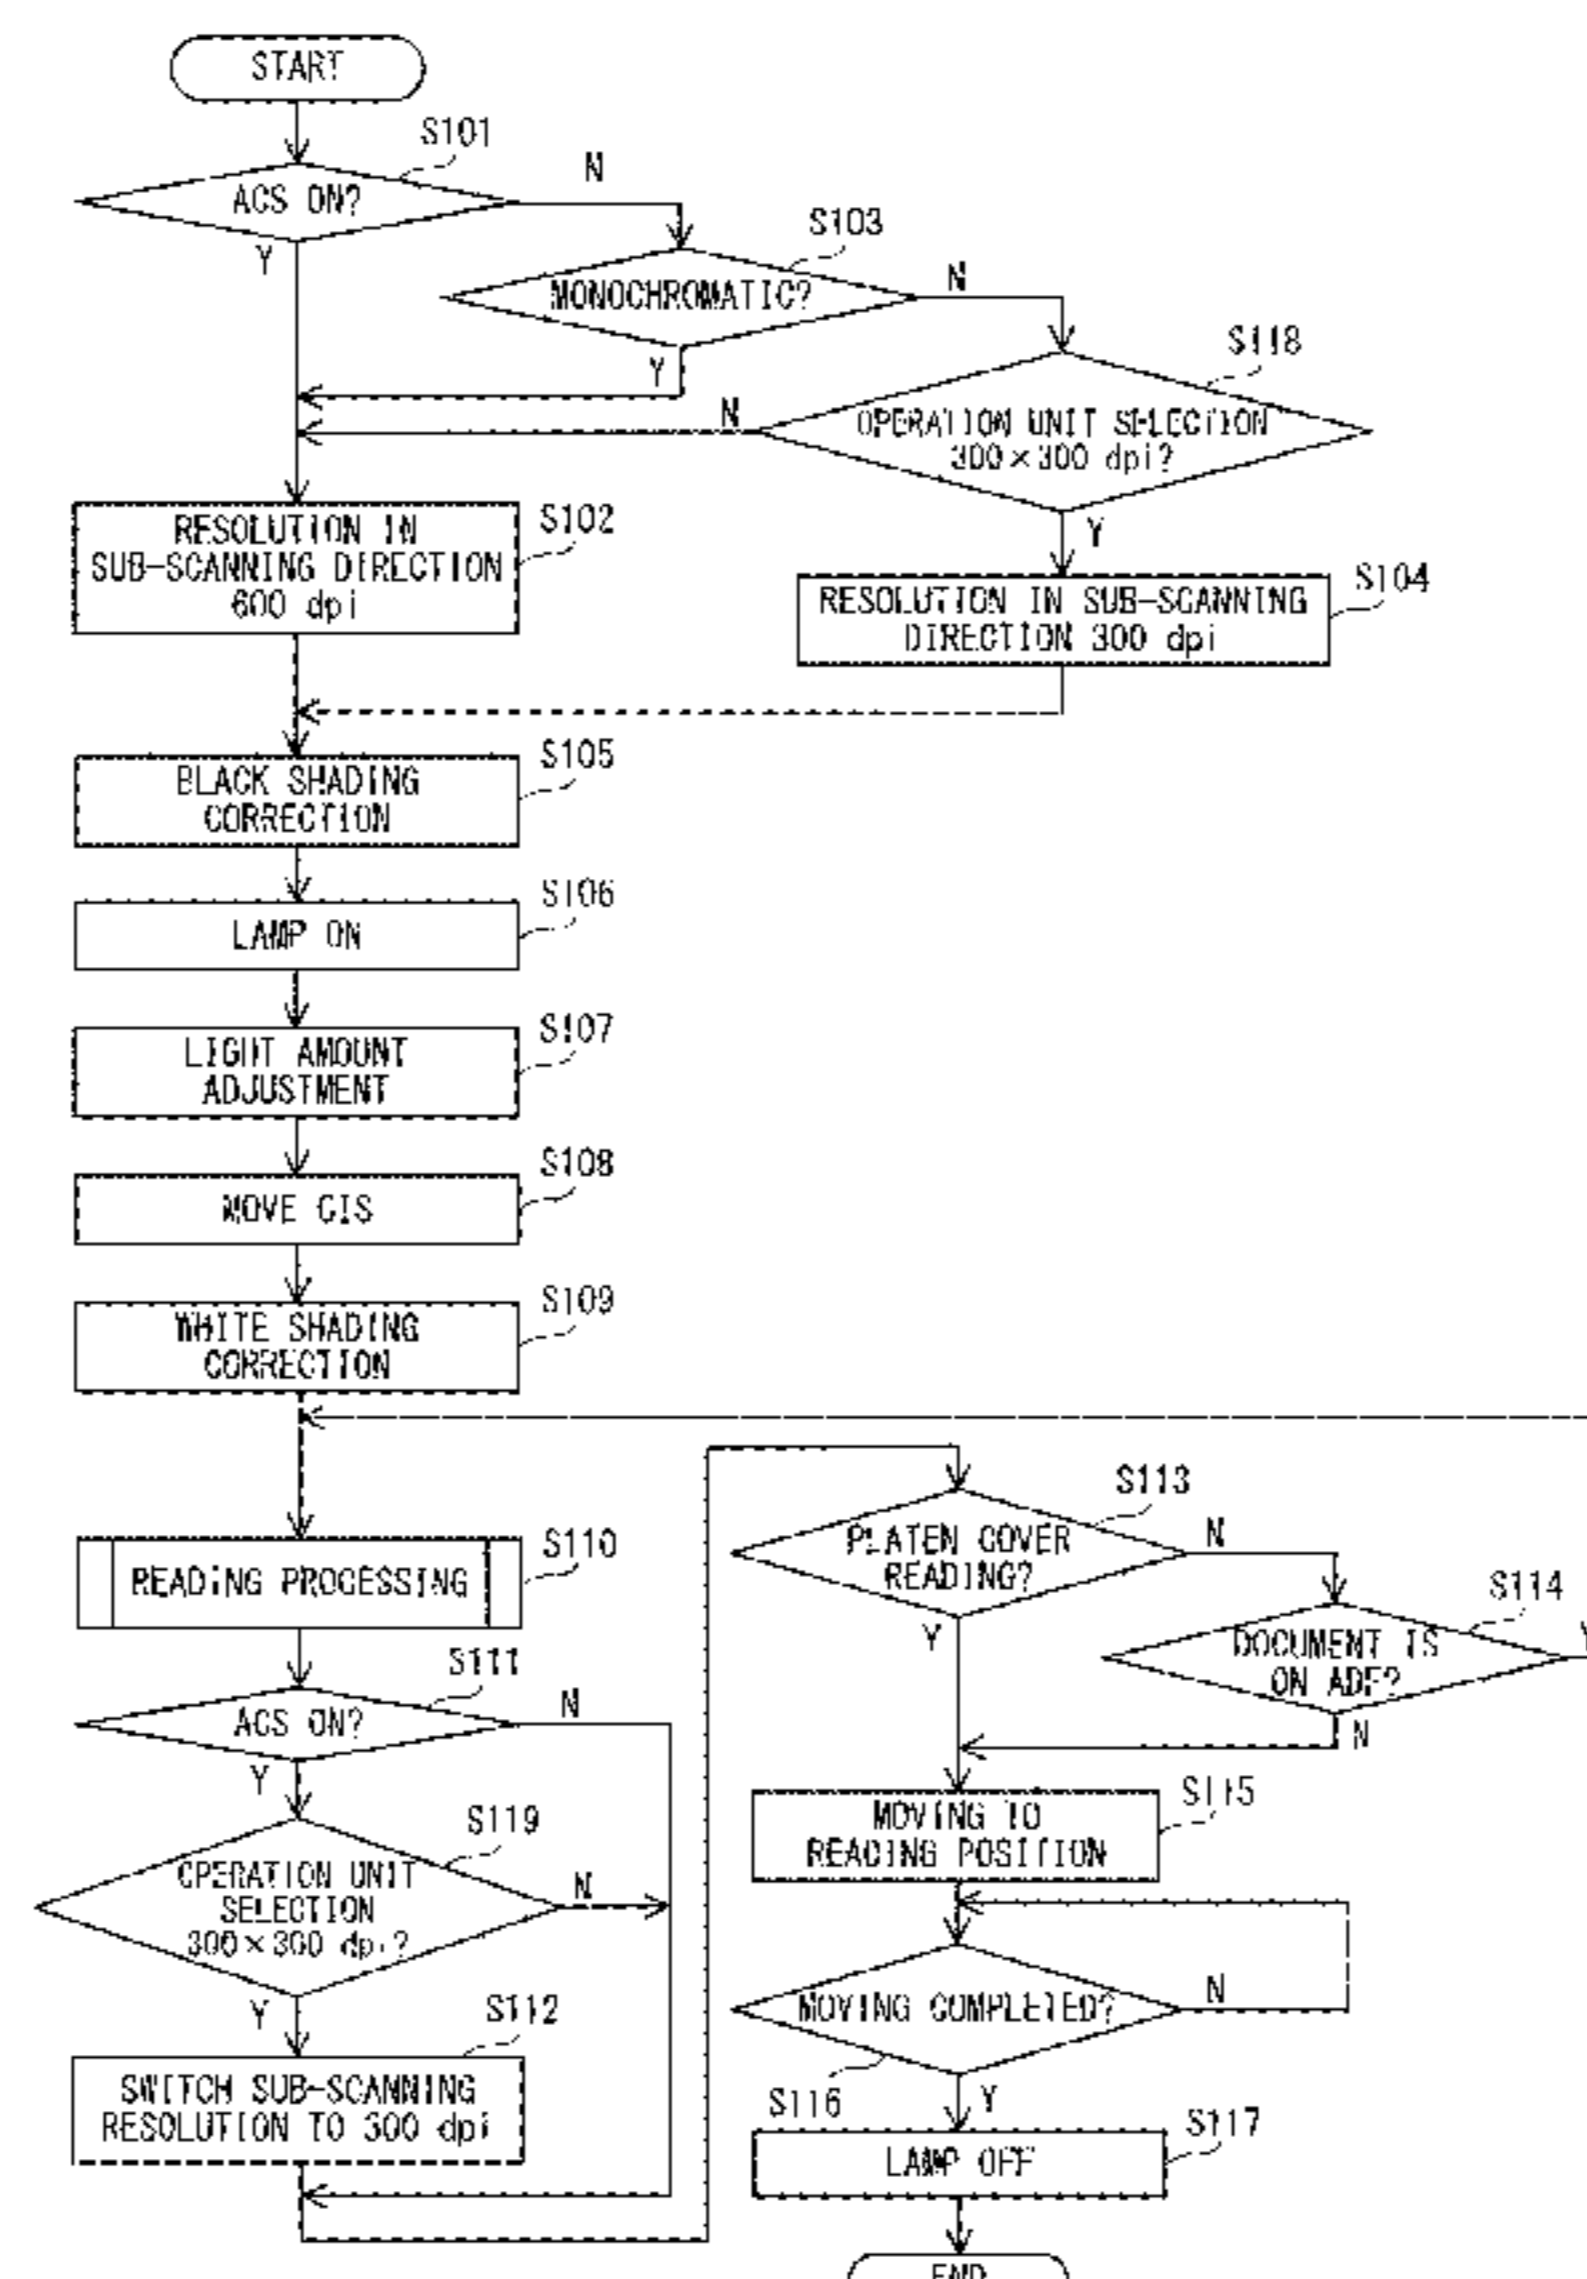 START
S101
ACS ON?
N
Y
S103
MONOCHROMATIC?
N
Y
S118
OPERATION UNIT SELECTION
300×300 dpi?
N
Y
S102
RESOLUTION IN
SUB-SCANNING DIRECTION
600 dpi
S104
RESOLUTION IN SUB-SCANNING
DIRECTION 300 dpi
S105
BLACK SHADING
CORRECTION
S106
LAMP ON
S107
LIGHT AMOUNT
ADJUSTMENT
S108
MOVE CIS
S109
WHITE SHADING
CORRECTION
S110
READING PROCESSING
S111
ACS ON?
N
Y
S119
OPERATION UNIT
SELECTION
300×300 dpi?
N
Y
S112
SWITCH SUB-SCANNING
RESOLUTION TO 300 dpi
S113
PLATEN COVER
READING?
N
Y
S114
DOCUMENT IS
ON ADF?
Y
N
S115
MOVING TO
READING POSITION
MOVING COMPLETED?
N
S116
Y
S117
LAMP OFF
END